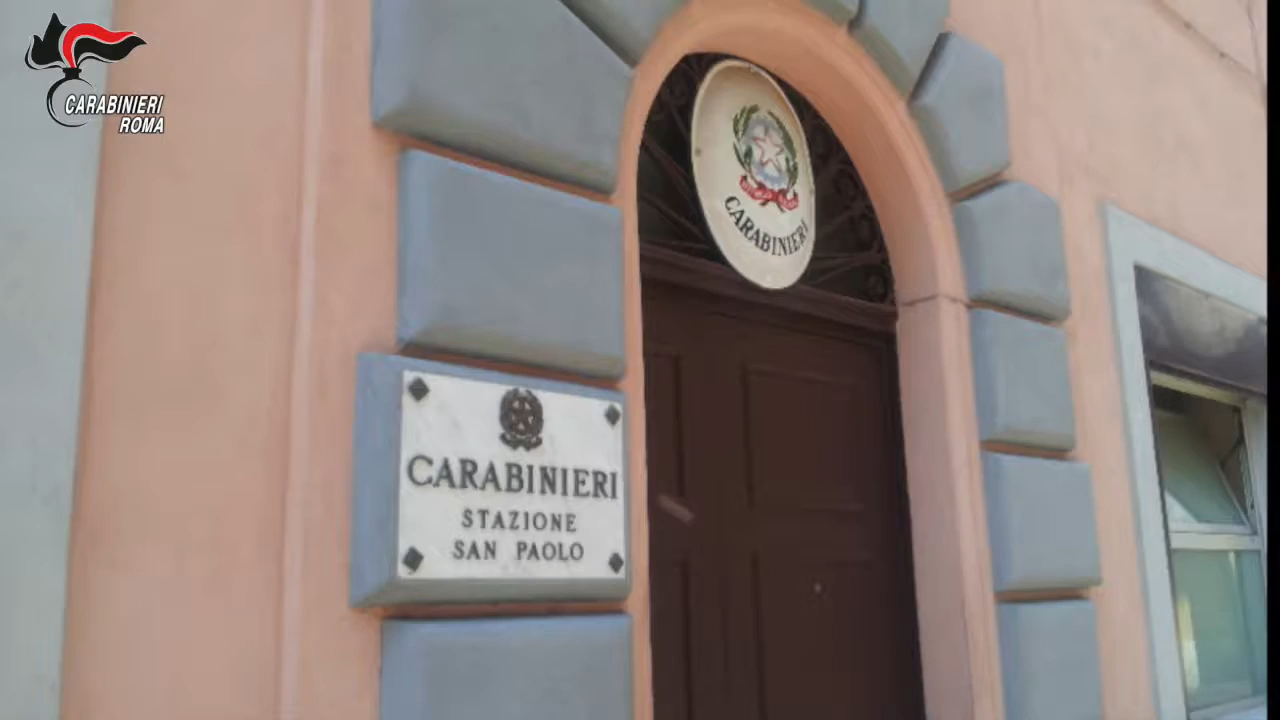 CARABINIERI
ROMA
CARABINIERI
CARABINIERI
STAZIONE
SAN PAOLO